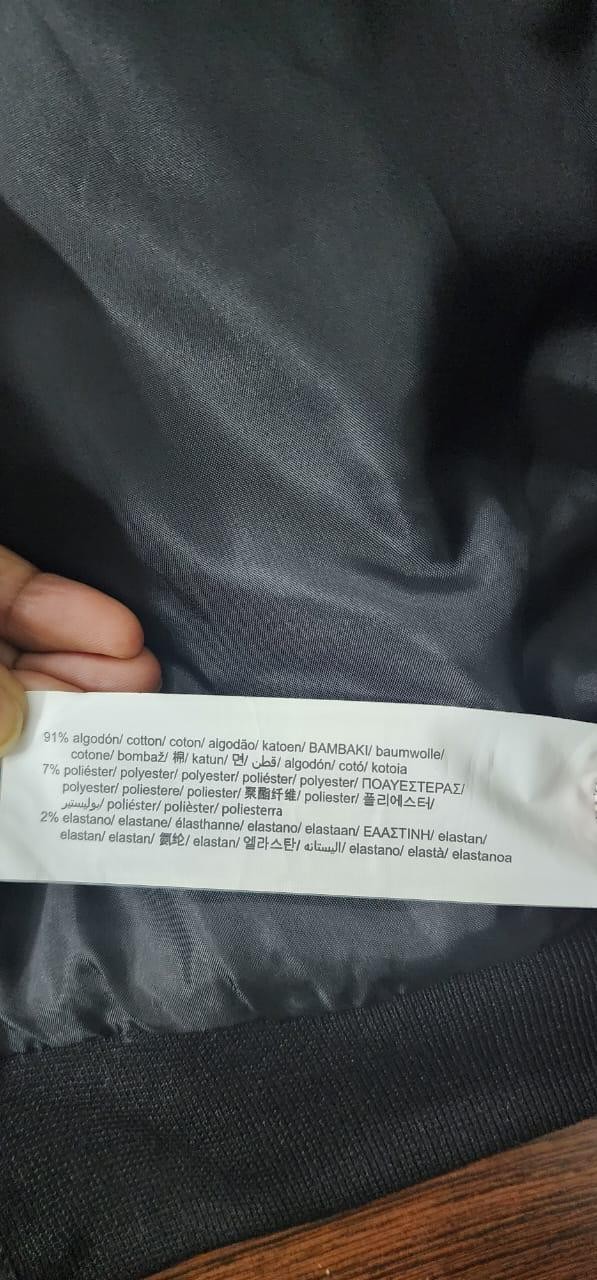 91% algodón/ cotton/ coton/ algodão/ katoen/ BAMBAKI/ baumwolle/
cotone/ bombaž/ 棉/ katun/ 면/ قطن/ algodón/ cotó/ kotoia
7% poliéster/ polyester/ polyester/ poliéster/ polyester/ ΠΟΛΥΕΣΤΕΡΑΣ/
polyester/ poliestere/ poliester/ 聚酯纤维/ poliester/ 폴리에스터/
بوليستير/ poliéster/ polièster/ poliesterra
2% elastano/ elastane/ élasthanne/ elastano/ elastaan/ ΕΛΑΣΤΙΝΗ/ elastan/
elastan/ elastan/ 氨纶/ elastan/ 엘라스탄/ اليستانه/ elastano/ elastà/ elastanoa